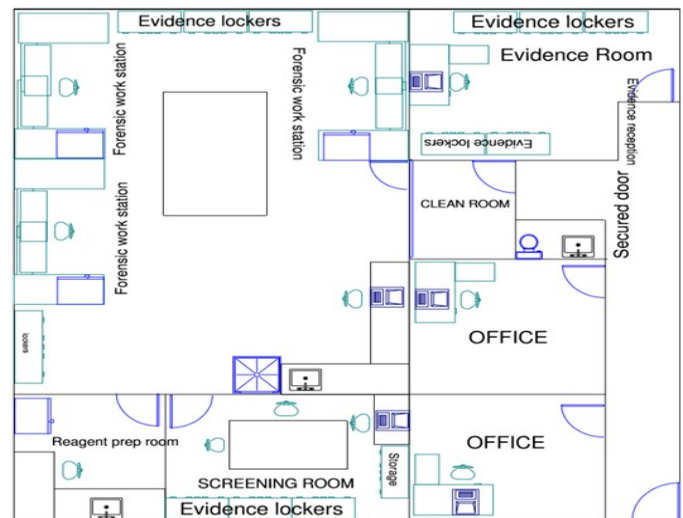 Evidence lockers
Evidence lockers
Evidence Room
Forensic work station
Forensic work station
Evidence reception
Evidence lockers
Forensic work station
CLEAN ROOM
Secured door
lockers
OFFICE
Reagent prep room
OFFICE
SCREENING ROOM
Storage
Evidence lockers